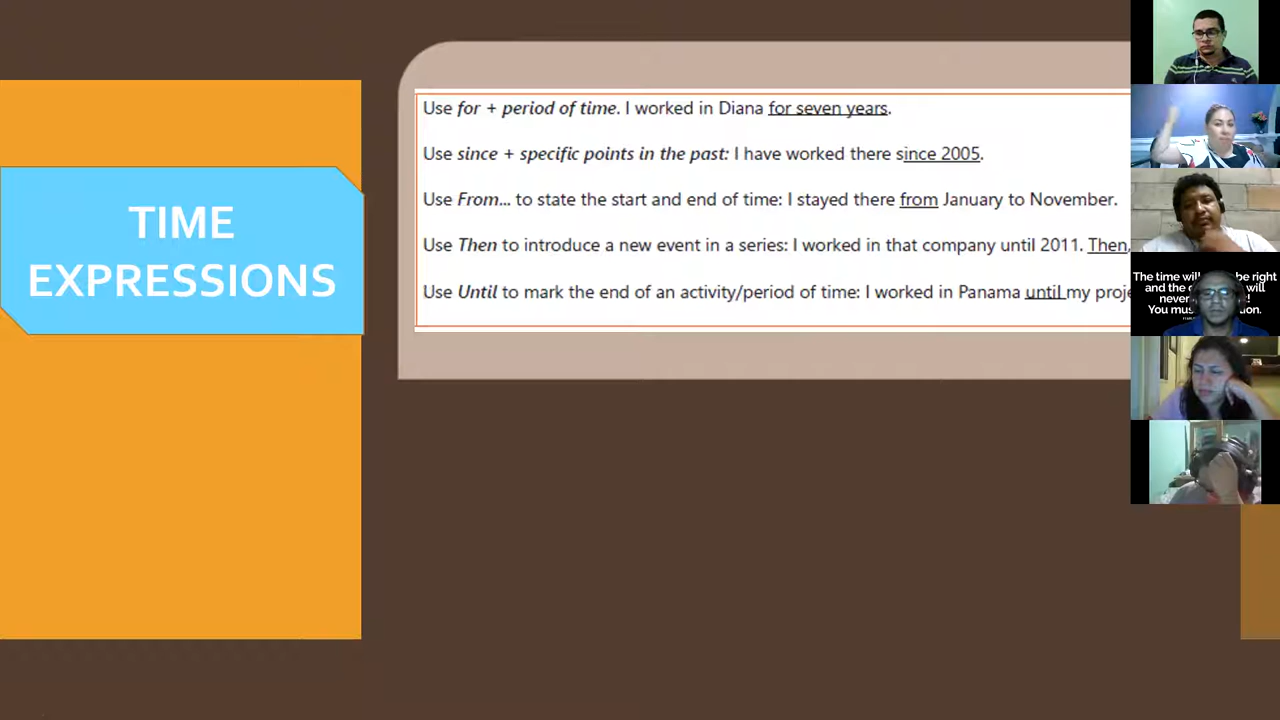 TIME
EXPRESSIONS
Use for + period of time. I worked in Diana for seven years.
Use since + specific points in the past: I have worked there since 2005.
Use From... to state the start and end of time: I stayed there from January to November.
Use Then to introduce a new event in a series: I worked in that company until 2011. Then,
Use Until to mark the end of an activity/period of time: I worked in Panama until my
The time will be right
and the will
never !
You